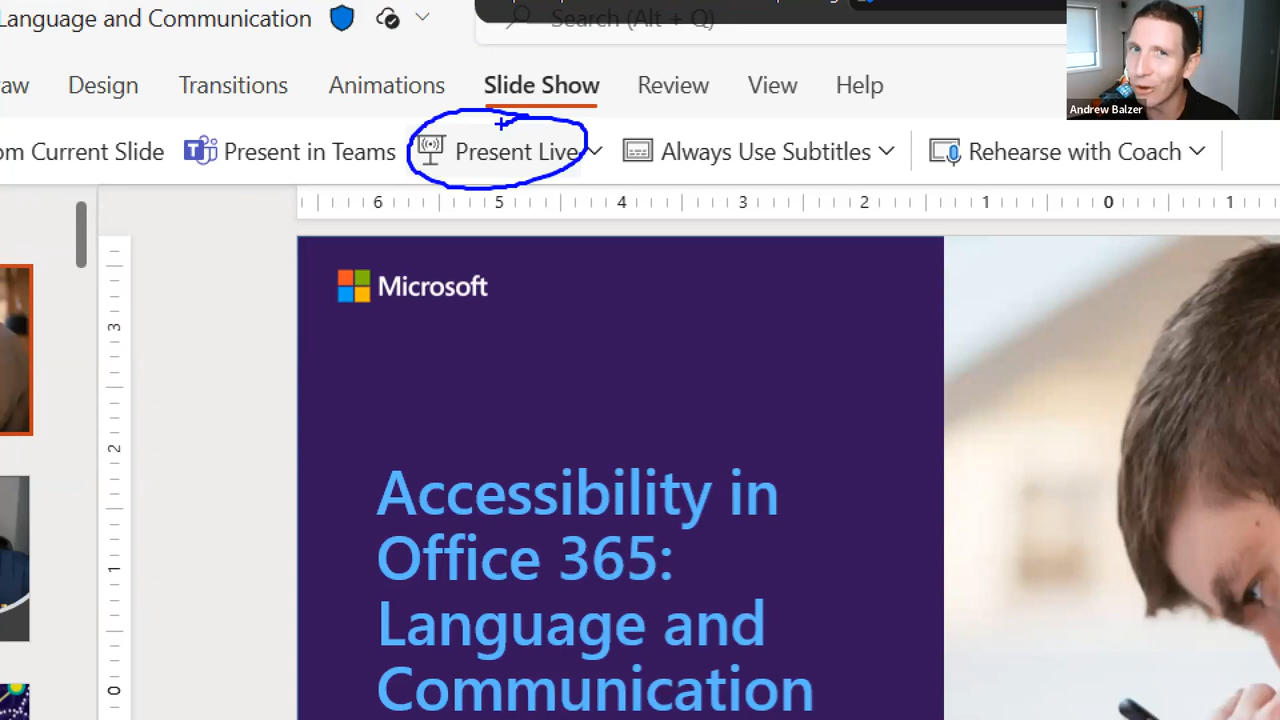 Language and Communication
Search (Alt + Q)
Andrew Balzer
aw Design Transitions Animations Slide Show Review View Help
om Current Slide Present in Teams Present Live Always Use Subtitles Rehearse with Coach
6 5 4 3 2 1 0 1
3
2
1
0
Microsoft
Accessibility in
Office 365:
Language and
Communication